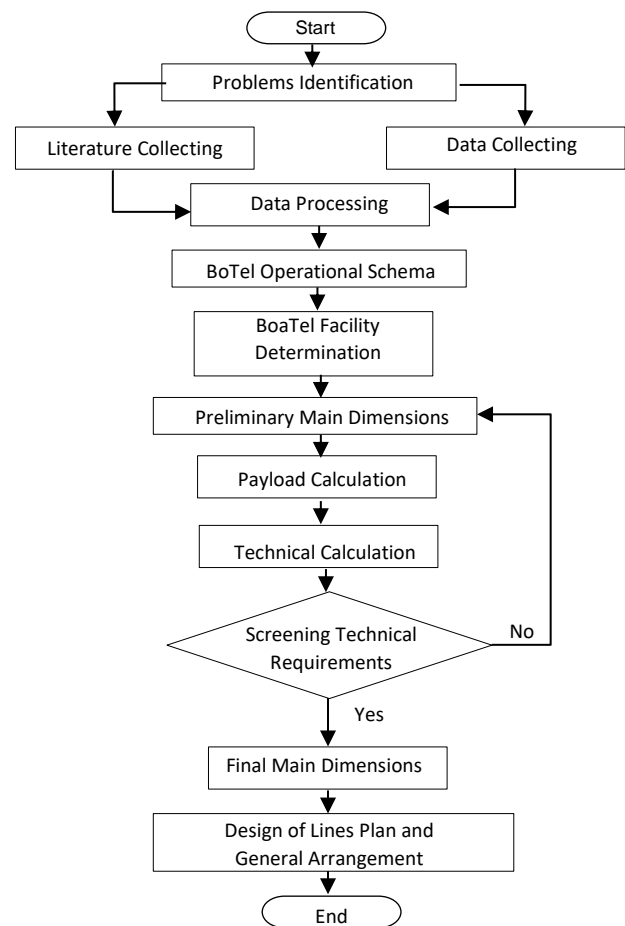 Start
Problems Identification
Literature Collecting
Data Collecting
Data Processing
BoTel Operational Schema
BoaTel Facility
Determination
Preliminary Main Dimensions
Payload Calculation
Technical Calculation
Screening Technical
Requirements
No
Yes
Final Main Dimensions
Design of Lines Plan and
General Arrangement
End